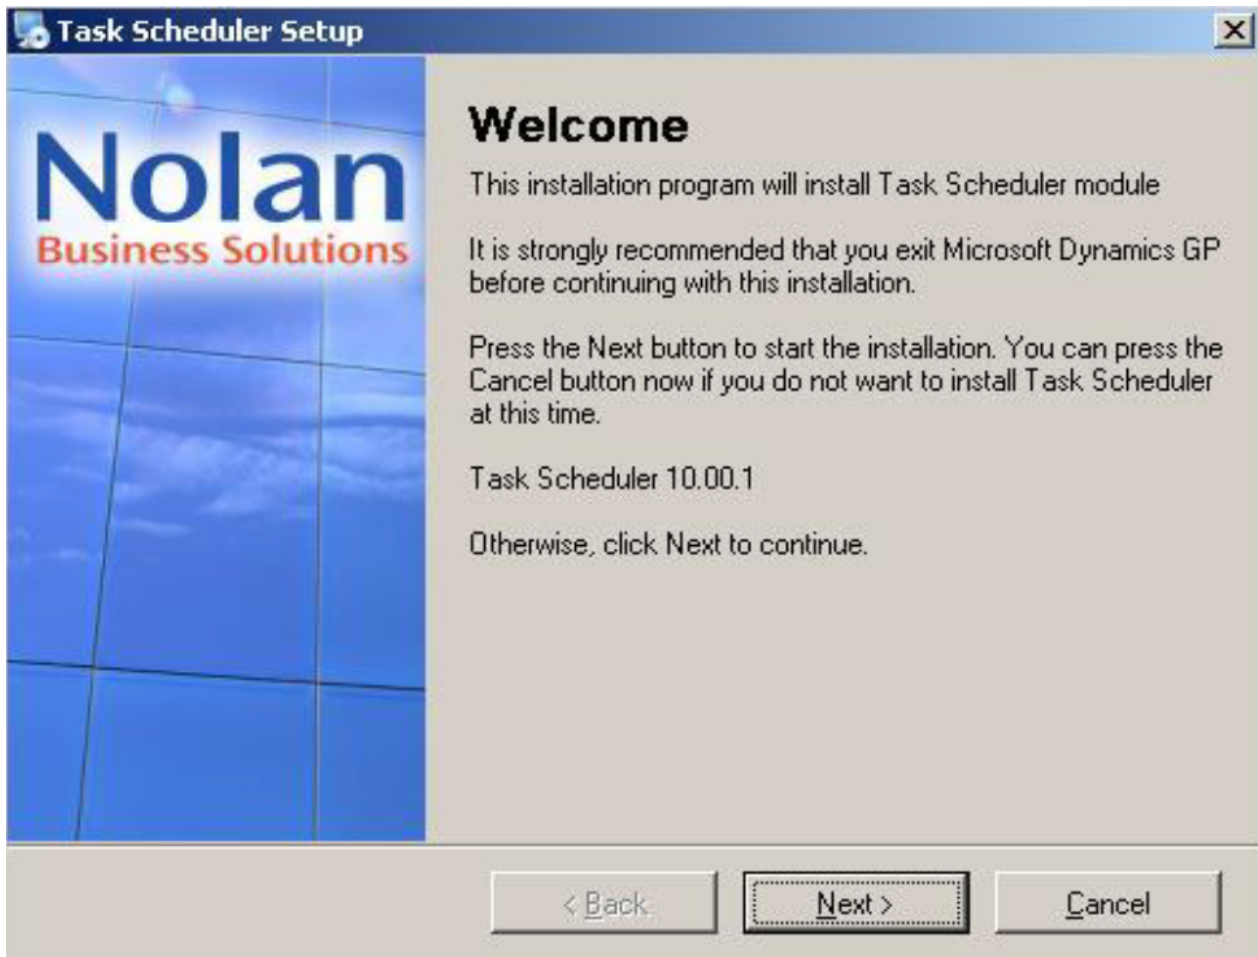 Task Scheduler Setup
Nolan
Business Solutions
Welcome
This installation program will install Task Scheduler module
It is strongly recommended that you exit Microsoft Dynamics GP
before continuing with this installation.
Press the Next button to start the installation. You can press the
Cancel button now if you do not want to install Task Scheduler
at this time.
Task Scheduler 10.00.1
Otherwise, click Next to continue.
< Back
Next >
Cancel